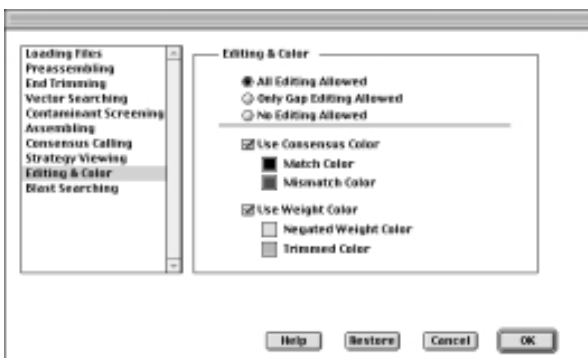 Loading Files
Preassembling
End Trimming
Vector Searching
Contaminant Screening
Assembling
Consensus Calling
Strategy Viewing
Editing & Color
Blast Searching
Editing & Color
All Editing Allowed
Only Gap Editing Allowed
No Editing Allowed
Use Consensus Color
Match Color
Mismatch Color
Use Weight Color
Negated Weight Color
Trimmed Color
Help Restore Cancel OK